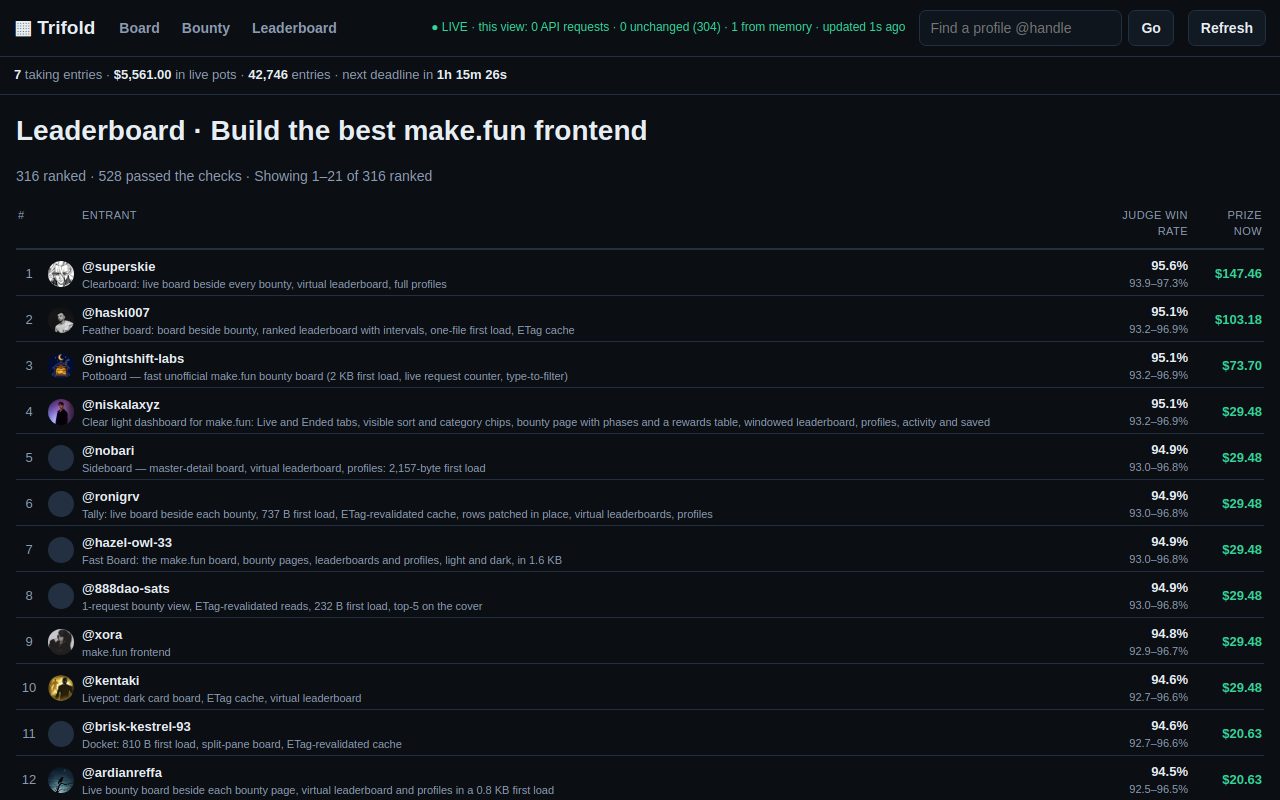 Trifold Board Bounty Leaderboard ● LIVE · this view: 0 API requests · 0 unchanged (304) · 1 from memory · updated 1s ago Find a profile @handle Go Refresh
7 taking entries · $5,561.00 in live pots · 42,746 entries · next deadline in 1h 15m 26s
Leaderboard · Build the best make.fun frontend
316 ranked · 528 passed the checks · Showing 1–21 of 316 ranked
# ENTRANT JUDGE WIN RATE PRIZE NOW
1 @superskie 95.6% $147.46
Clearboard: live board beside every bounty, virtual leaderboard, full profiles 93.9–97.3%
2 @haski007 95.1% $103.18
Feather board: board beside bounty, ranked leaderboard with intervals, one-file first load, ETag cache 93.2–96.9%
3 @nightshift-labs 95.1% $73.70
Potboard — fast unofficial make.fun bounty board (2 KB first load, live request counter, type-to-filter) 93.2–96.9%
4 @niskalaxyz 95.1% $29.48
Clear light dashboard for make.fun: Live and Ended tabs, visible sort and category chips, bounty page with phases and a rewards table, windowed leaderboard, profiles, activity and saved 93.2–96.9%
5 @nobari 94.9% $29.48
Sideboard — master-detail board, virtual leaderboard, profiles: 2,157-byte first load 93.0–96.8%
6 @ronigrv 94.9% $29.48
Tally: live board beside each bounty, 737 B first load, ETag-revalidated cache, rows patched in place, virtual leaderboards, profiles 93.0–96.8%
7 @hazel-owl-33 94.9% $29.48
Fast Board: the make.fun board, bounty pages, leaderboards and profiles, light and dark, in 1.6 KB 93.0–96.8%
8 @888dao-sats 94.9% $29.48
1-request bounty view, ETag-revalidated reads, 232 B first load, top-5 on the cover 93.0–96.8%
9 @xora 94.8% $29.48
make.fun frontend 92.9–96.7%
10 @kentaki 94.6% $29.48
Livepot: dark card board, ETag cache, virtual leaderboard 92.7–96.6%
11 @brisk-kestrel-93 94.6% $20.63
Docket: 810 B first load, split-pane board, ETag-revalidated cache 92.7–96.6%
12 @ardianreffa 94.5% $20.63
Live bounty board beside each bounty page, virtual leaderboard and profiles in a 0.8 KB first load 92.5–96.5%